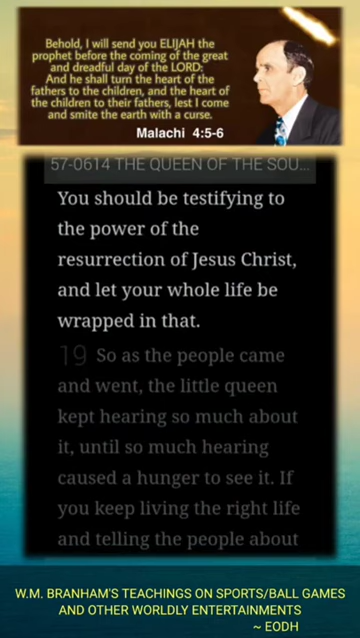 Behold, I will send you ELIJAH the
prophet before the coming of the great
and dreadful day of the LORD:
And he shall turn the heart of the
fathers to the children, and the heart of
the children to their fathers, lest I come
and smite the earth with a curse.
Malachi 4:5-6
57-0614 THE QUEEN OF THE SOU...
You should be testifying to
the power of the
resurrection of Jesus Christ,
and let your whole life be
wrapped in that.
19 So as the people came
and went, the little queen
kept hearing so much about
it, until so much hearing
caused a hunger to see it. If
you keep living the right life
and telling the people about
W.M. BRANHAM'S TEACHINGS ON SPORTS/BALL GAMES
AND OTHER WORLDLY ENTERTAINMENTS
~ EODH